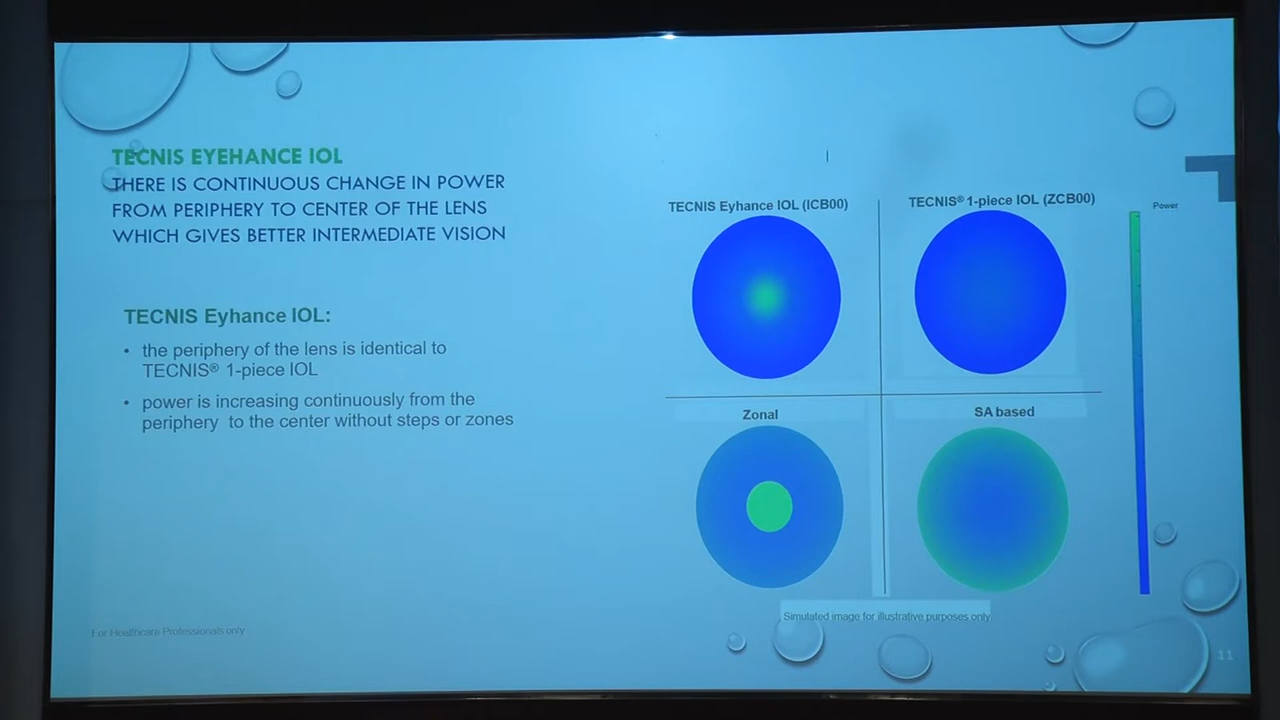 TECNIS EYEHANCE IOL
THERE IS CONTINUOUS CHANGE IN POWER
FROM PERIPHERY TO CENTER OF THE LENS
WHICH GIVES BETTER INTERMEDIATE VISION
TECNIS Eyhance IOL:
• the periphery of the lens is identical to
TECNIS® 1-piece IOL
• power is increasing continuously from the
periphery to the center without steps or zones
For Healthcare Professionals only
TECNIS Eyhance IOL (ICB00)
TECNIS® 1-piece IOL (ZCB00)
Power
Zonal
SA based
Simulated image for illustrative purposes only.
11